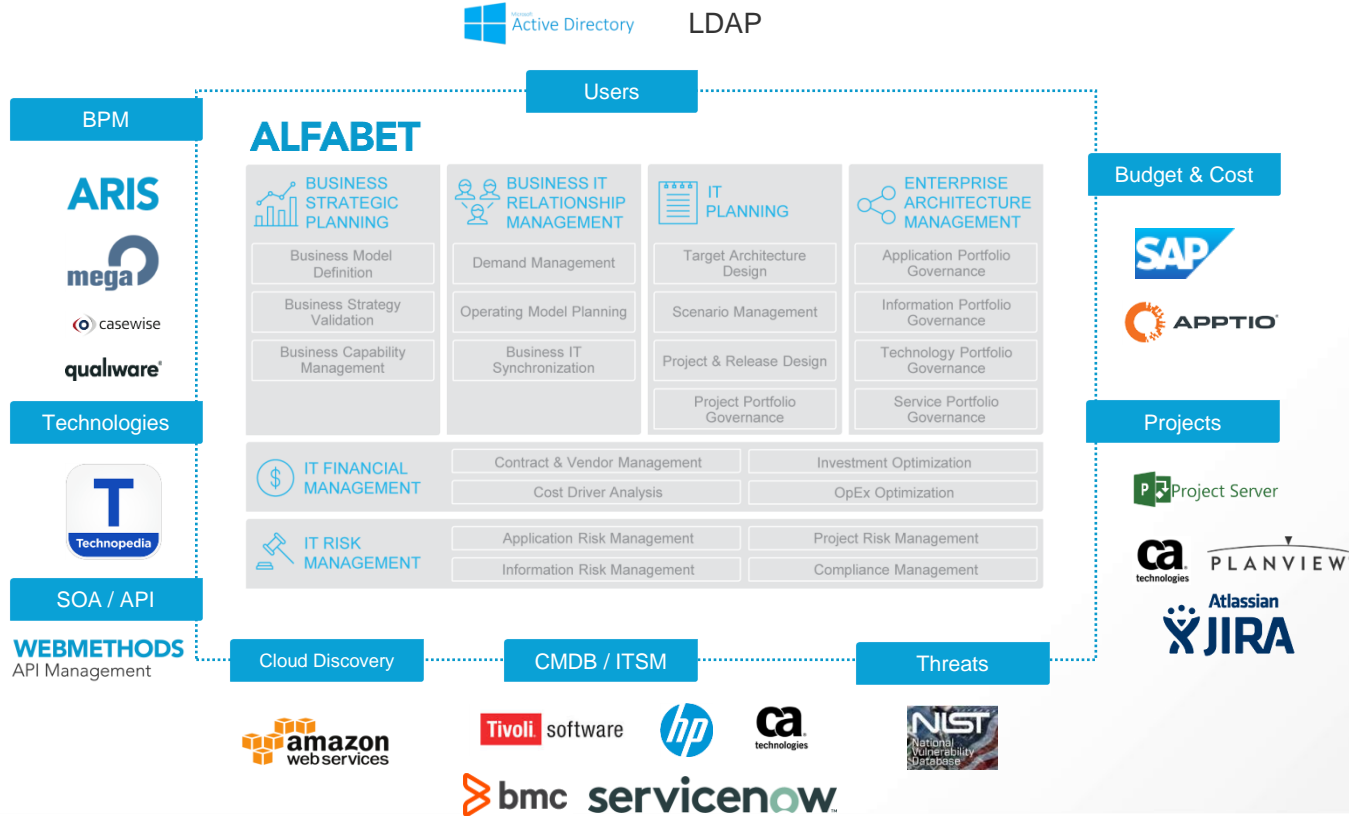 Microsoft
Active Directory
LDAP
Users
BPM
ARIS
mega
casewise
qualiware
Technologies
T
Technopedia
SOA / API
WEBMETHODS
API Management
ALFABET
BUSINESS
STRATEGIC
PLANNING
Business Model
Definition
Business Strategy
Validation
Business Capability
Management
BUSINESS IT
RELATIONSHIP
MANAGEMENT
Demand Management
Operating Model Planning
Business IT
Synchronization
IT
PLANNING
Target Architecture
Design
Scenario Management
Project & Release Design
Project Portfolio
Governance
ENTERPRISE
ARCHITECTURE
MANAGEMENT
Application Portfolio
Governance
Information Portfolio
Governance
Technology Portfolio
Governance
Service Portfolio
Governance
$
IT FINANCIAL
MANAGEMENT
Contract & Vendor Management
Investment Optimization
Cost Driver Analysis
OpEx Optimization
IT RISK
MANAGEMENT
Application Risk Management
Project Risk Management
Information Risk Management
Compliance Management
Budget & Cost
SAP
APPTIO
Projects
P
Project Server
ca
technologies
PLANVIEW
Atlassian
JIRA
Cloud Discovery
amazon
web services
CMDB / ITSM
Tivoli. software
hp
ca
technologies
bmc
servicenow™
Threats
NIST
National
Vulnerability
Database